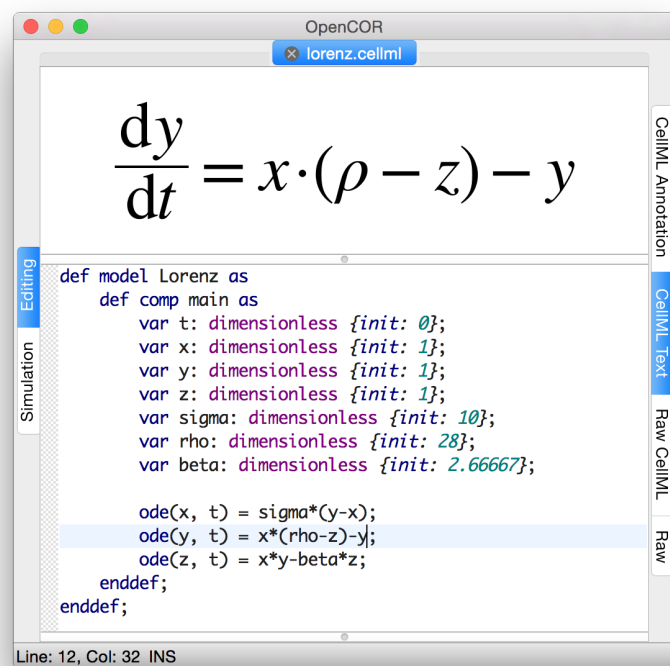 OpenCOR
lorenz.cellml
dy/dt = x·(ρ − z) − y
Editing
Simulation
def model Lorenz as
    def comp main as
        var t: dimensionless {init: 0};
        var x: dimensionless {init: 1};
        var y: dimensionless {init: 1};
        var z: dimensionless {init: 1};
        var sigma: dimensionless {init: 10};
        var rho: dimensionless {init: 28};
        var beta: dimensionless {init: 2.66667};

        ode(x, t) = sigma*(y-x);
        ode(y, t) = x*(rho-z)-y;
        ode(z, t) = x*y-beta*z;
    enddef;
enddef;
CellML Annotation
CellML Text
Raw CellML
Raw
Line: 12, Col: 32 INS